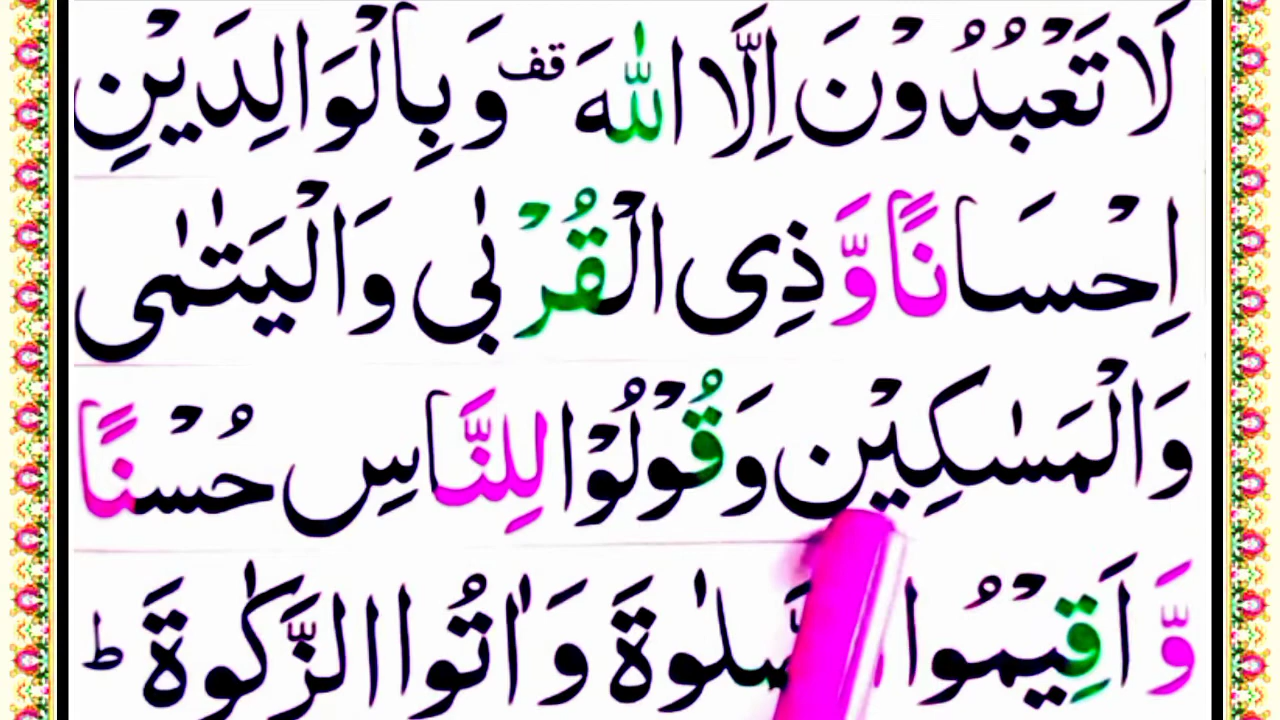 لَا تَعْبُدُوْنَ اِلَّا اللّٰهَ قف وَبِالْوَالِدَيْنِ
اِحْسَانًا وَّ ذِی الْقُرْبٰی وَالْیَتٰمٰی
وَالْمَسٰکِیْنِ وَقُوْلُوْا لِلنَّاسِ حُسْنًا
وَّ اَقِیْمُوا وَاٰتُوا الزَّکٰوةَ ط